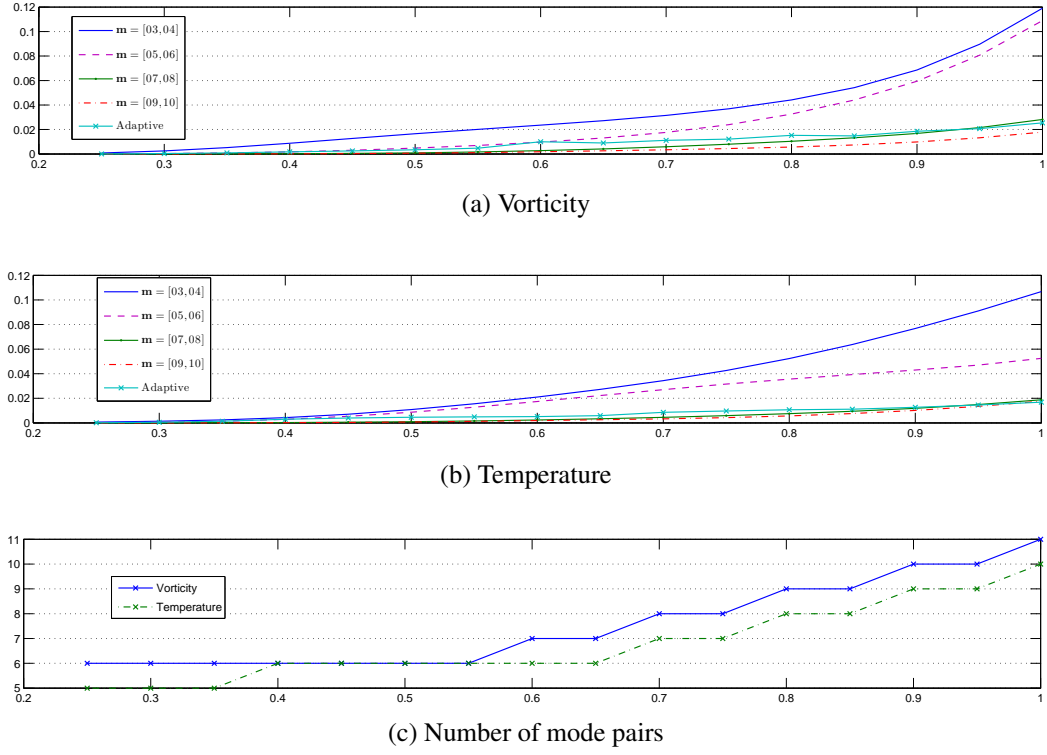 0.12
0.1
0.08
0.06
0.04
0.02
0
m = [03, 04]
m = [05, 06]
m = [07, 08]
m = [09, 10]
Adaptive
0.2 0.3 0.4 0.5 0.6 0.7 0.8 0.9 1
(a) Vorticity
0.12
0.1
0.08
0.06
0.04
0.02
0
m = [03, 04]
m = [05, 06]
m = [07, 08]
m = [09, 10]
Adaptive
0.2 0.3 0.4 0.5 0.6 0.7 0.8 0.9 1
(b) Temperature
11
10
9
8
7
6
5
Vorticity
Temperature
0.2 0.3 0.4 0.5 0.6 0.7 0.8 0.9 1
(c) Number of mode pairs